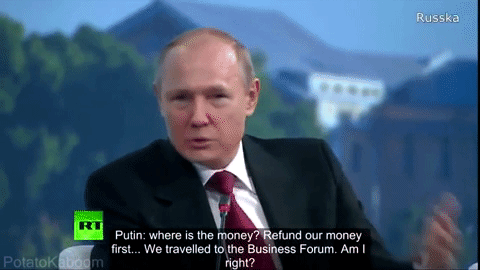 Russka
RT
Putin: where is the money? Refund our money
first... We travelled to the Business Forum. Am I
right?
PotatoKaboom